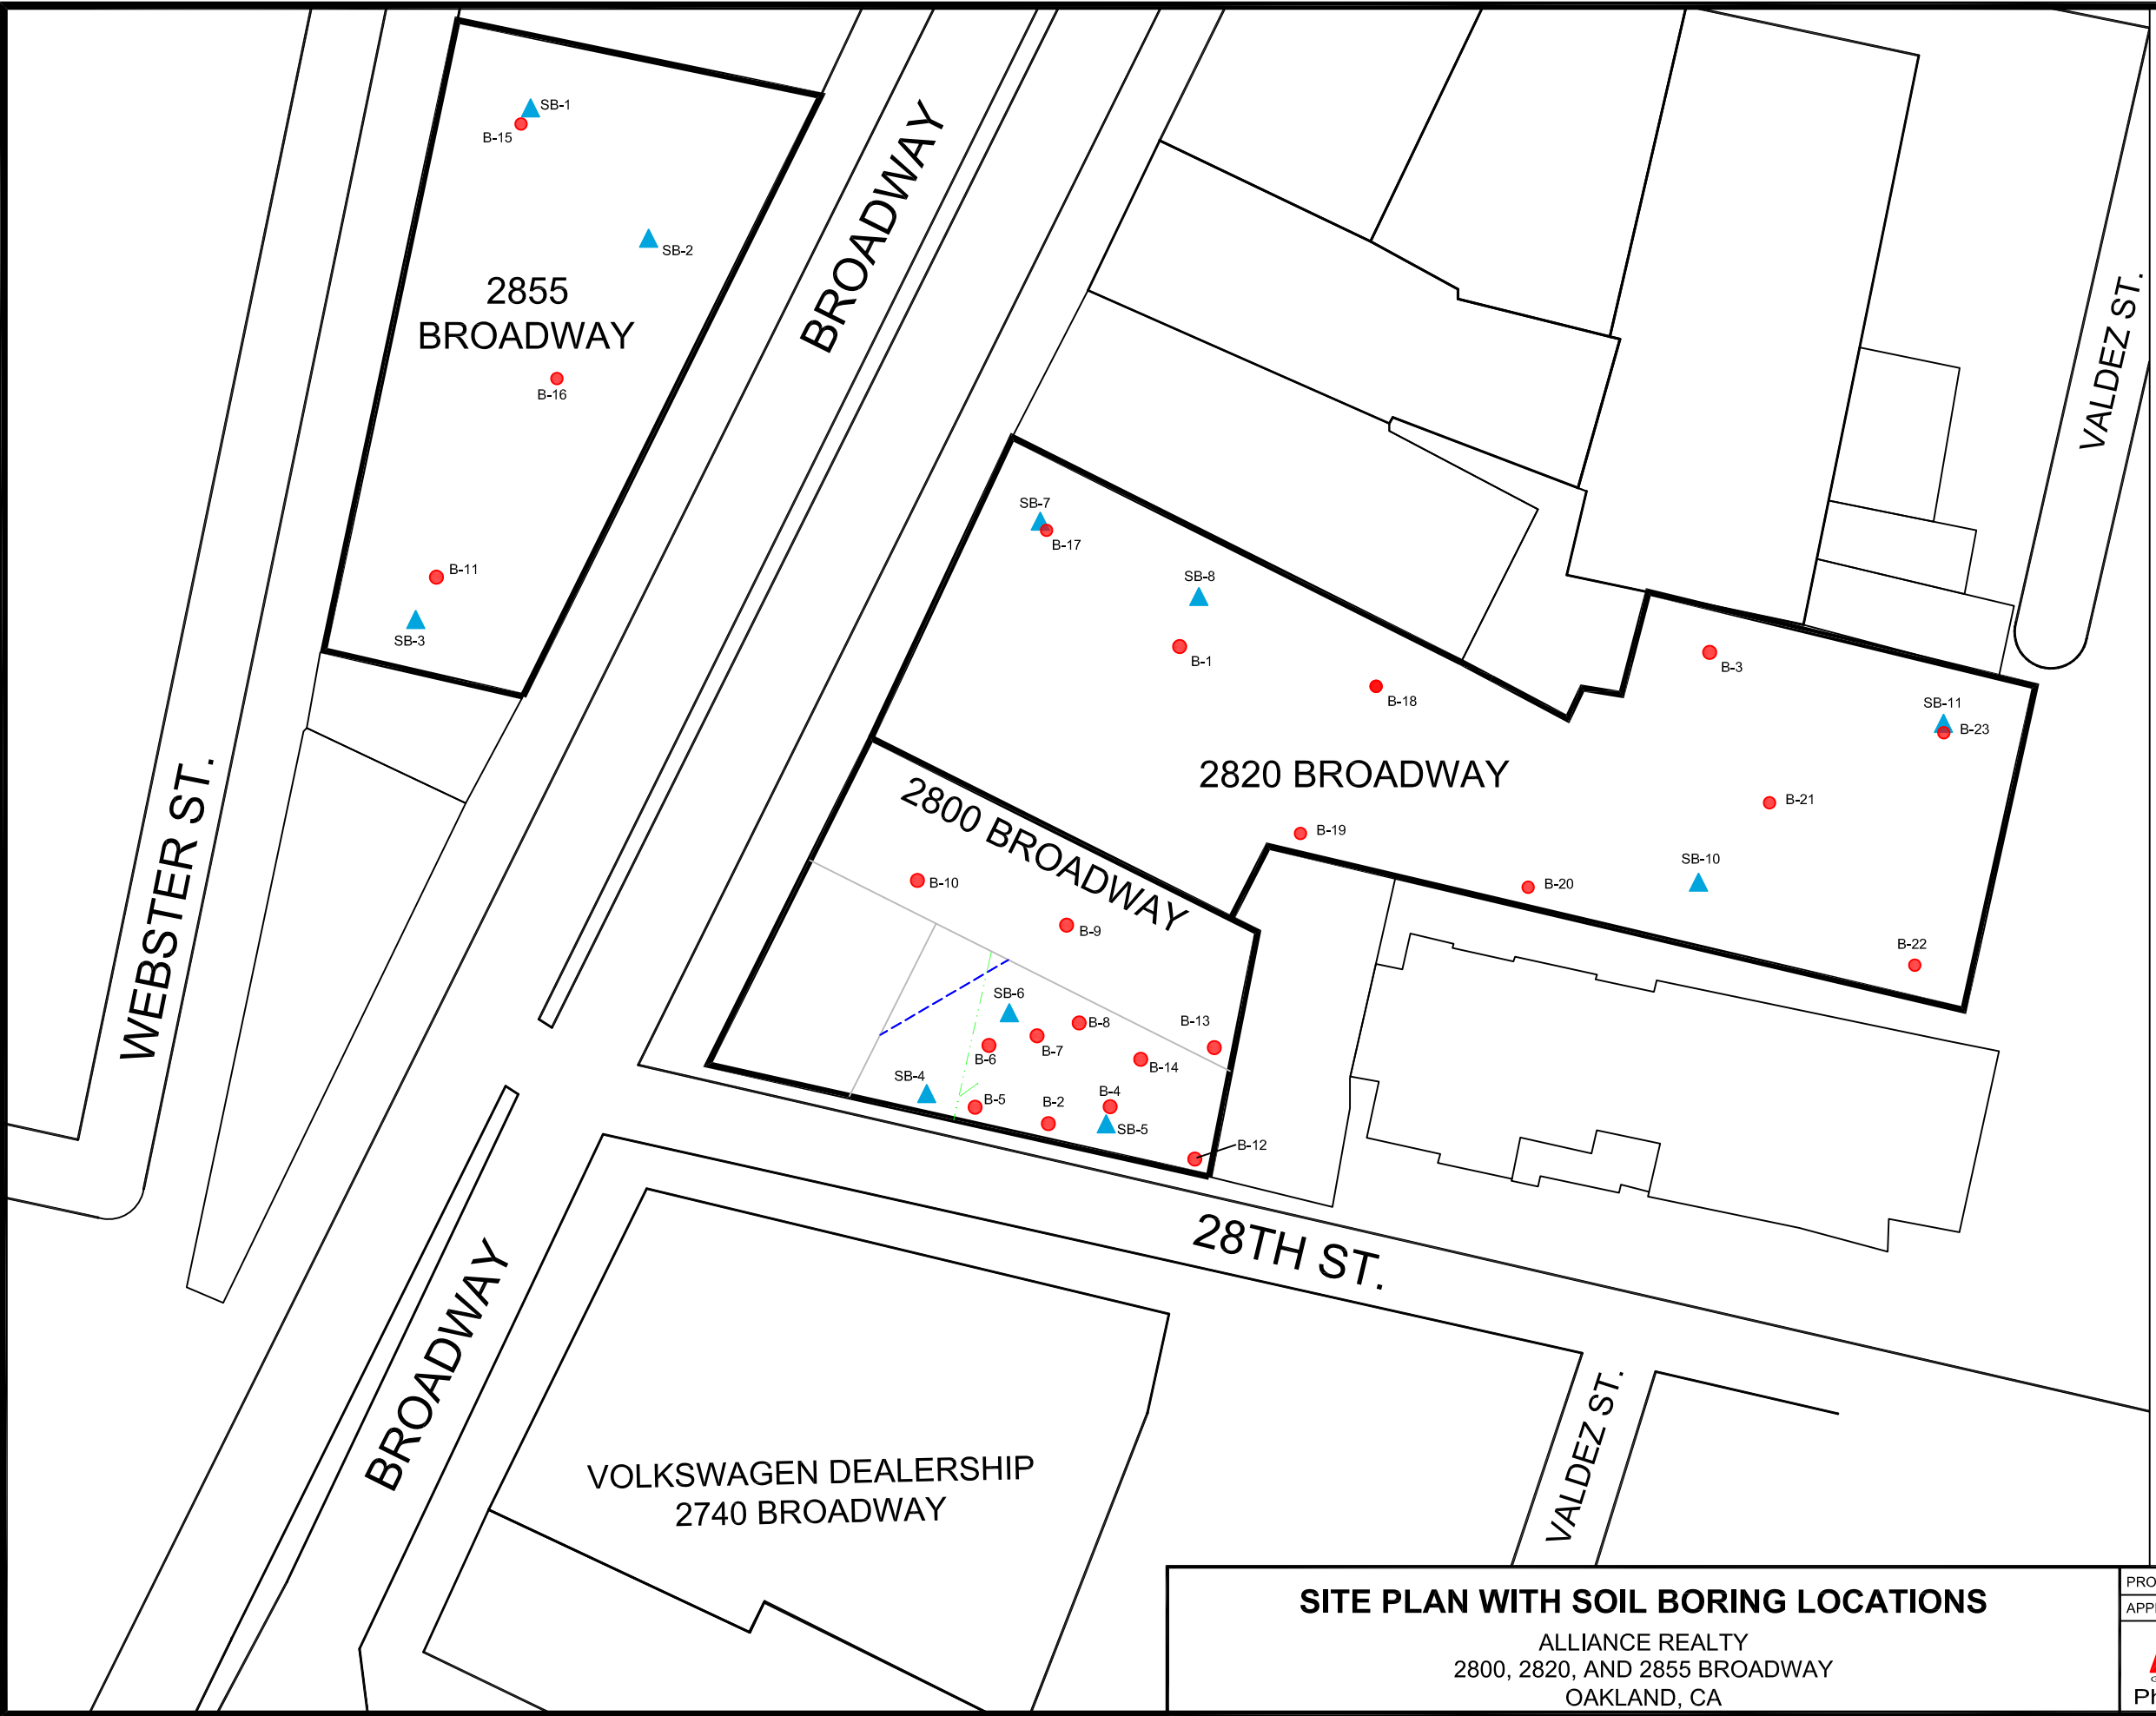 SB-1
B-15
SB-2
2855
BROADWAY
B-16
B-11
SB-3
BROADWAY
VALDEZ ST.
SB-7
B-17
SB-8
B-1
B-18
B-3
SB-11
B-23
2820 BROADWAY
B-21
B-19
SB-10
B-20
B-22
2800 BROADWAY
B-10
B-9
SB-6
B-8
B-13
B-7
B-6
B-14
SB-4
B-5
B-2
B-4
SB-5
B-12
WEBSTER ST.
28TH ST.
BROADWAY
VALDEZ ST.
VOLKSWAGEN DEALERSHIP
2740 BROADWAY
SITE PLAN WITH SOIL BORING LOCATIONS
ALLIANCE REALTY
2800, 2820, AND 2855 BROADWAY
OAKLAND, CA